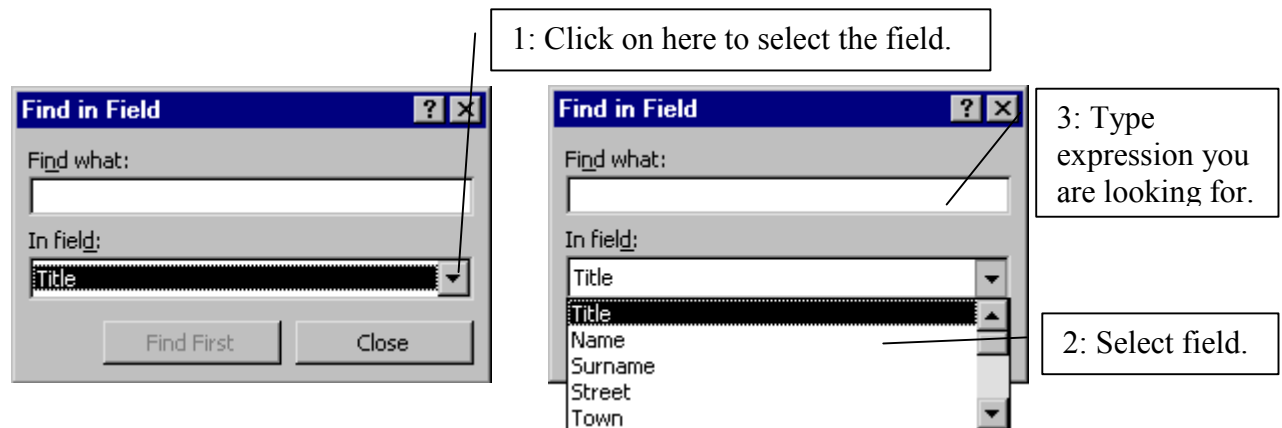 1: Click on here to select the field.
Find in Field
Find what:
In field:
Title
Find First
Close
Find in Field
Find what:
In field:
Title
Title
Name
Surname
Street
Town
3: Type
expression you
are looking for.
2: Select field.